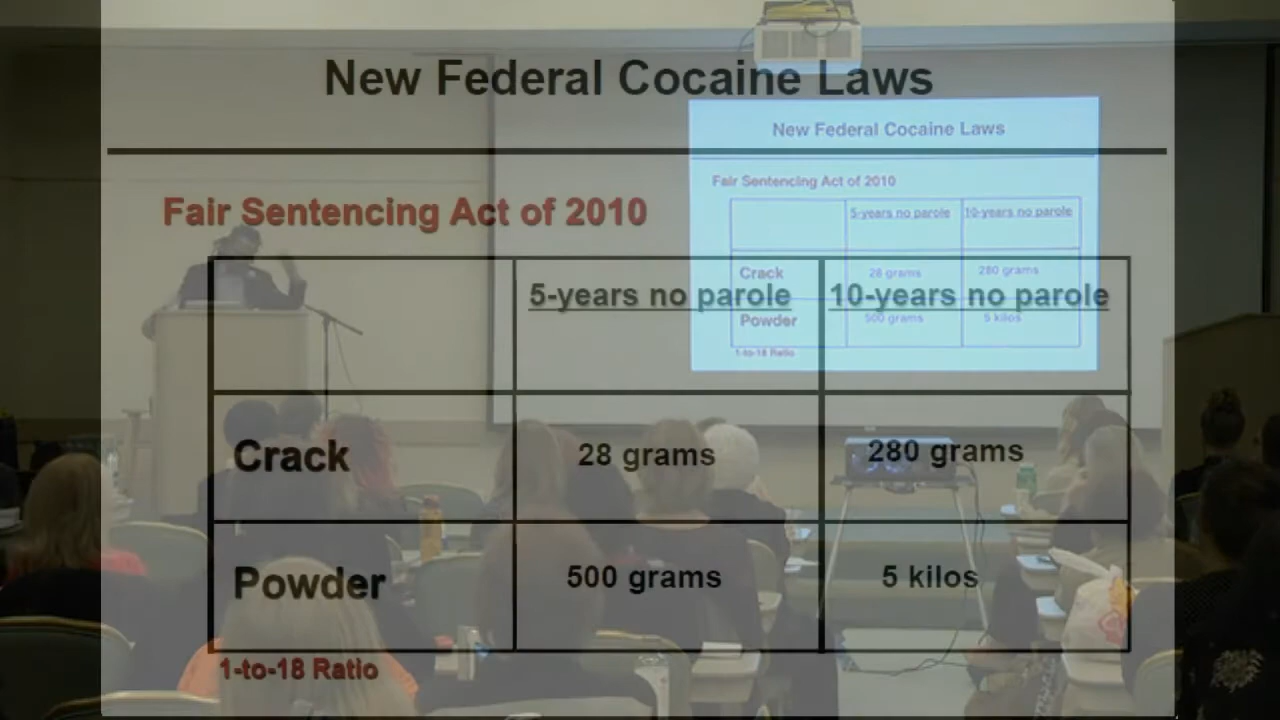 New Federal Cocaine Laws
Fair Sentencing Act of 2010
5-years no parole 10-years no parole
Crack 28 grams 280 grams
Powder 500 grams 5 kilos
1-to-18 Ratio
New Federal Cocaine Laws
Fair Sentencing Act of 2010
5-years no parole 10-years no parole
Crack 28 grams 280 grams
Powder 500 grams 5 kilos
1-to-18 Ratio